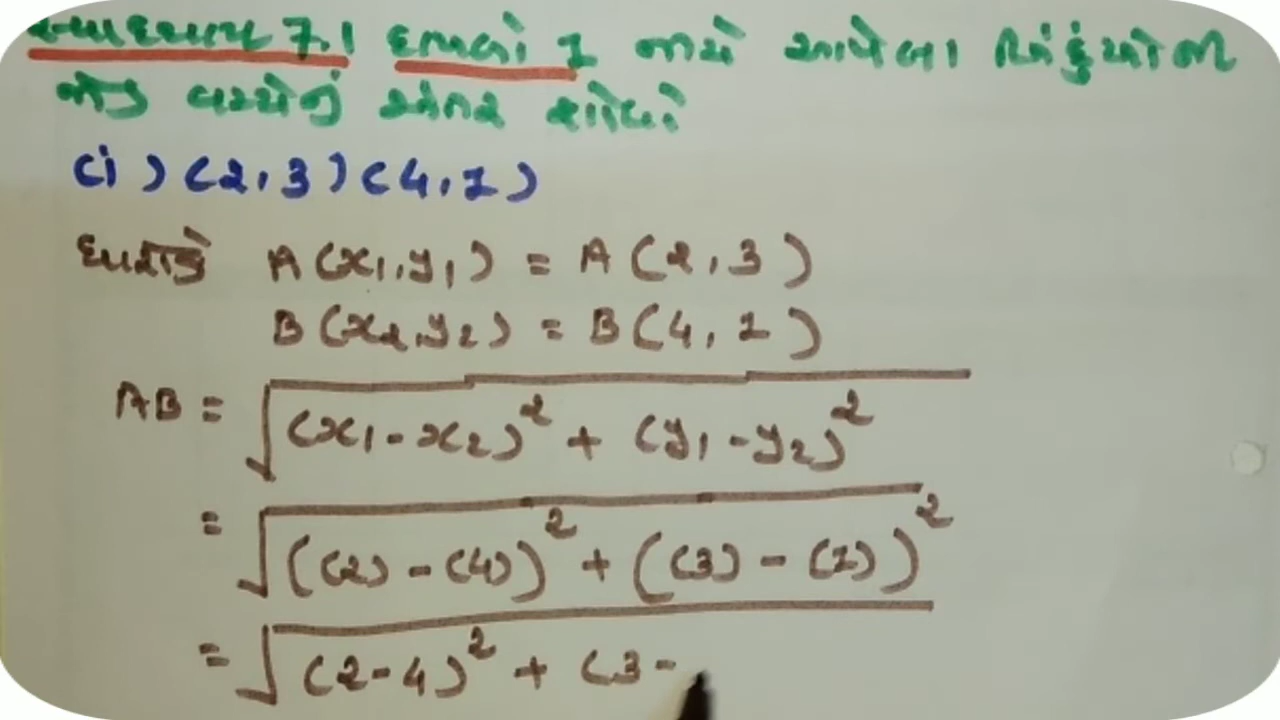 સ્વાધ્યાય 7.1 દાખલો 1 નીચે આપેલા બિંદુઓની
જોડ વચ્ચેનું અંતર શોધો
(i) (2,3) (4,1)
ધારોકે A(x₁,y₁) = A(2,3)
B(x₂,y₂) = B(4,1)
AB = √((x₁-x₂)² + (y₁-y₂)²)
= √(((2)-(4))² + ((3)-(1))²)
= √((2-4)² + (3-